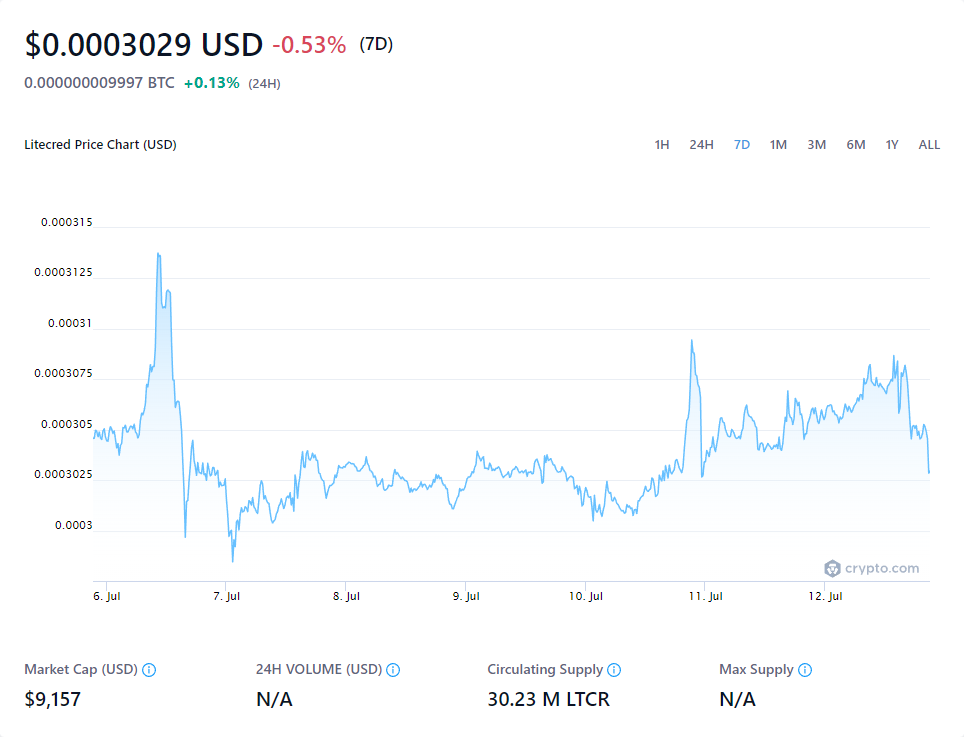 $0.0003029 USD -0.53% (7D)
0.000000009997 BTC +0.13% (24H)
Litecred Price Chart (USD)
1H 24H 7D 1M 3M 6M 1Y ALL
0.000315
0.0003125
0.00031
0.0003075
0.000305
0.0003025
0.0003
crypto.com
6. Jul 7. Jul 8. Jul 9. Jul 10. Jul 11. Jul 12. Jul
Market Cap (USD) 24H VOLUME (USD) Circulating Supply Max Supply
$9,157 N/A 30.23 M LTCR N/A